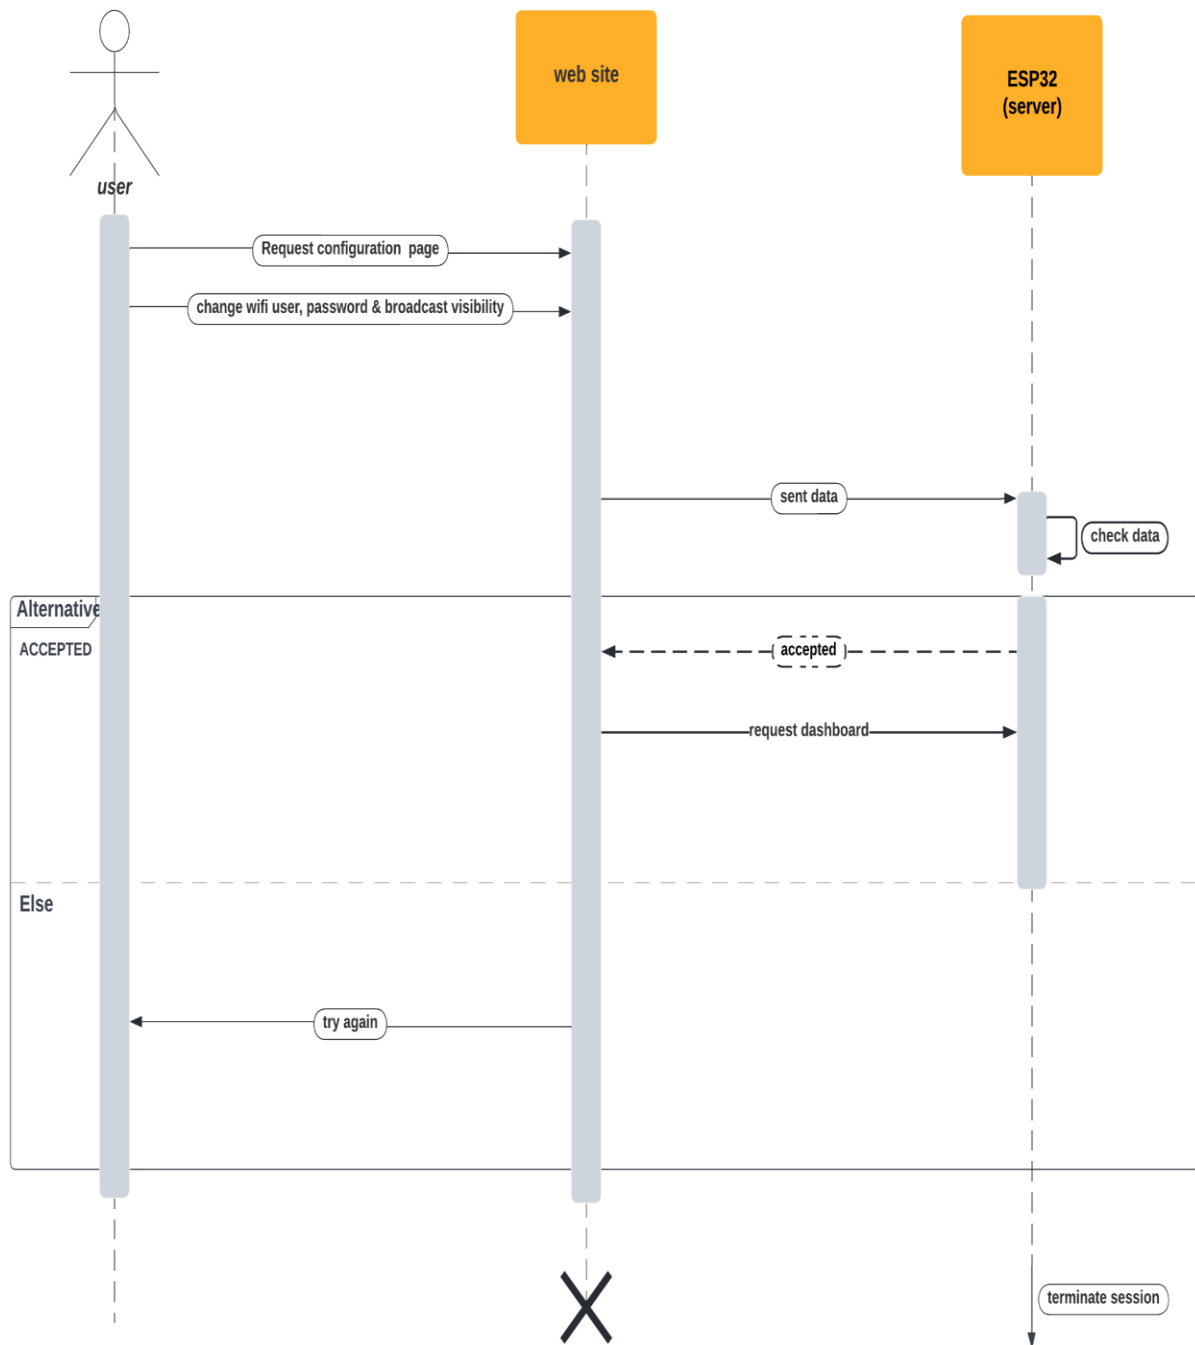 web site
ESP32
(server)
user
Request configuration page
change wifi user, password & broadcast visibility
sent data
check data
Alternative
ACCEPTED
accepted
request dashboard
Else
try again
terminate session